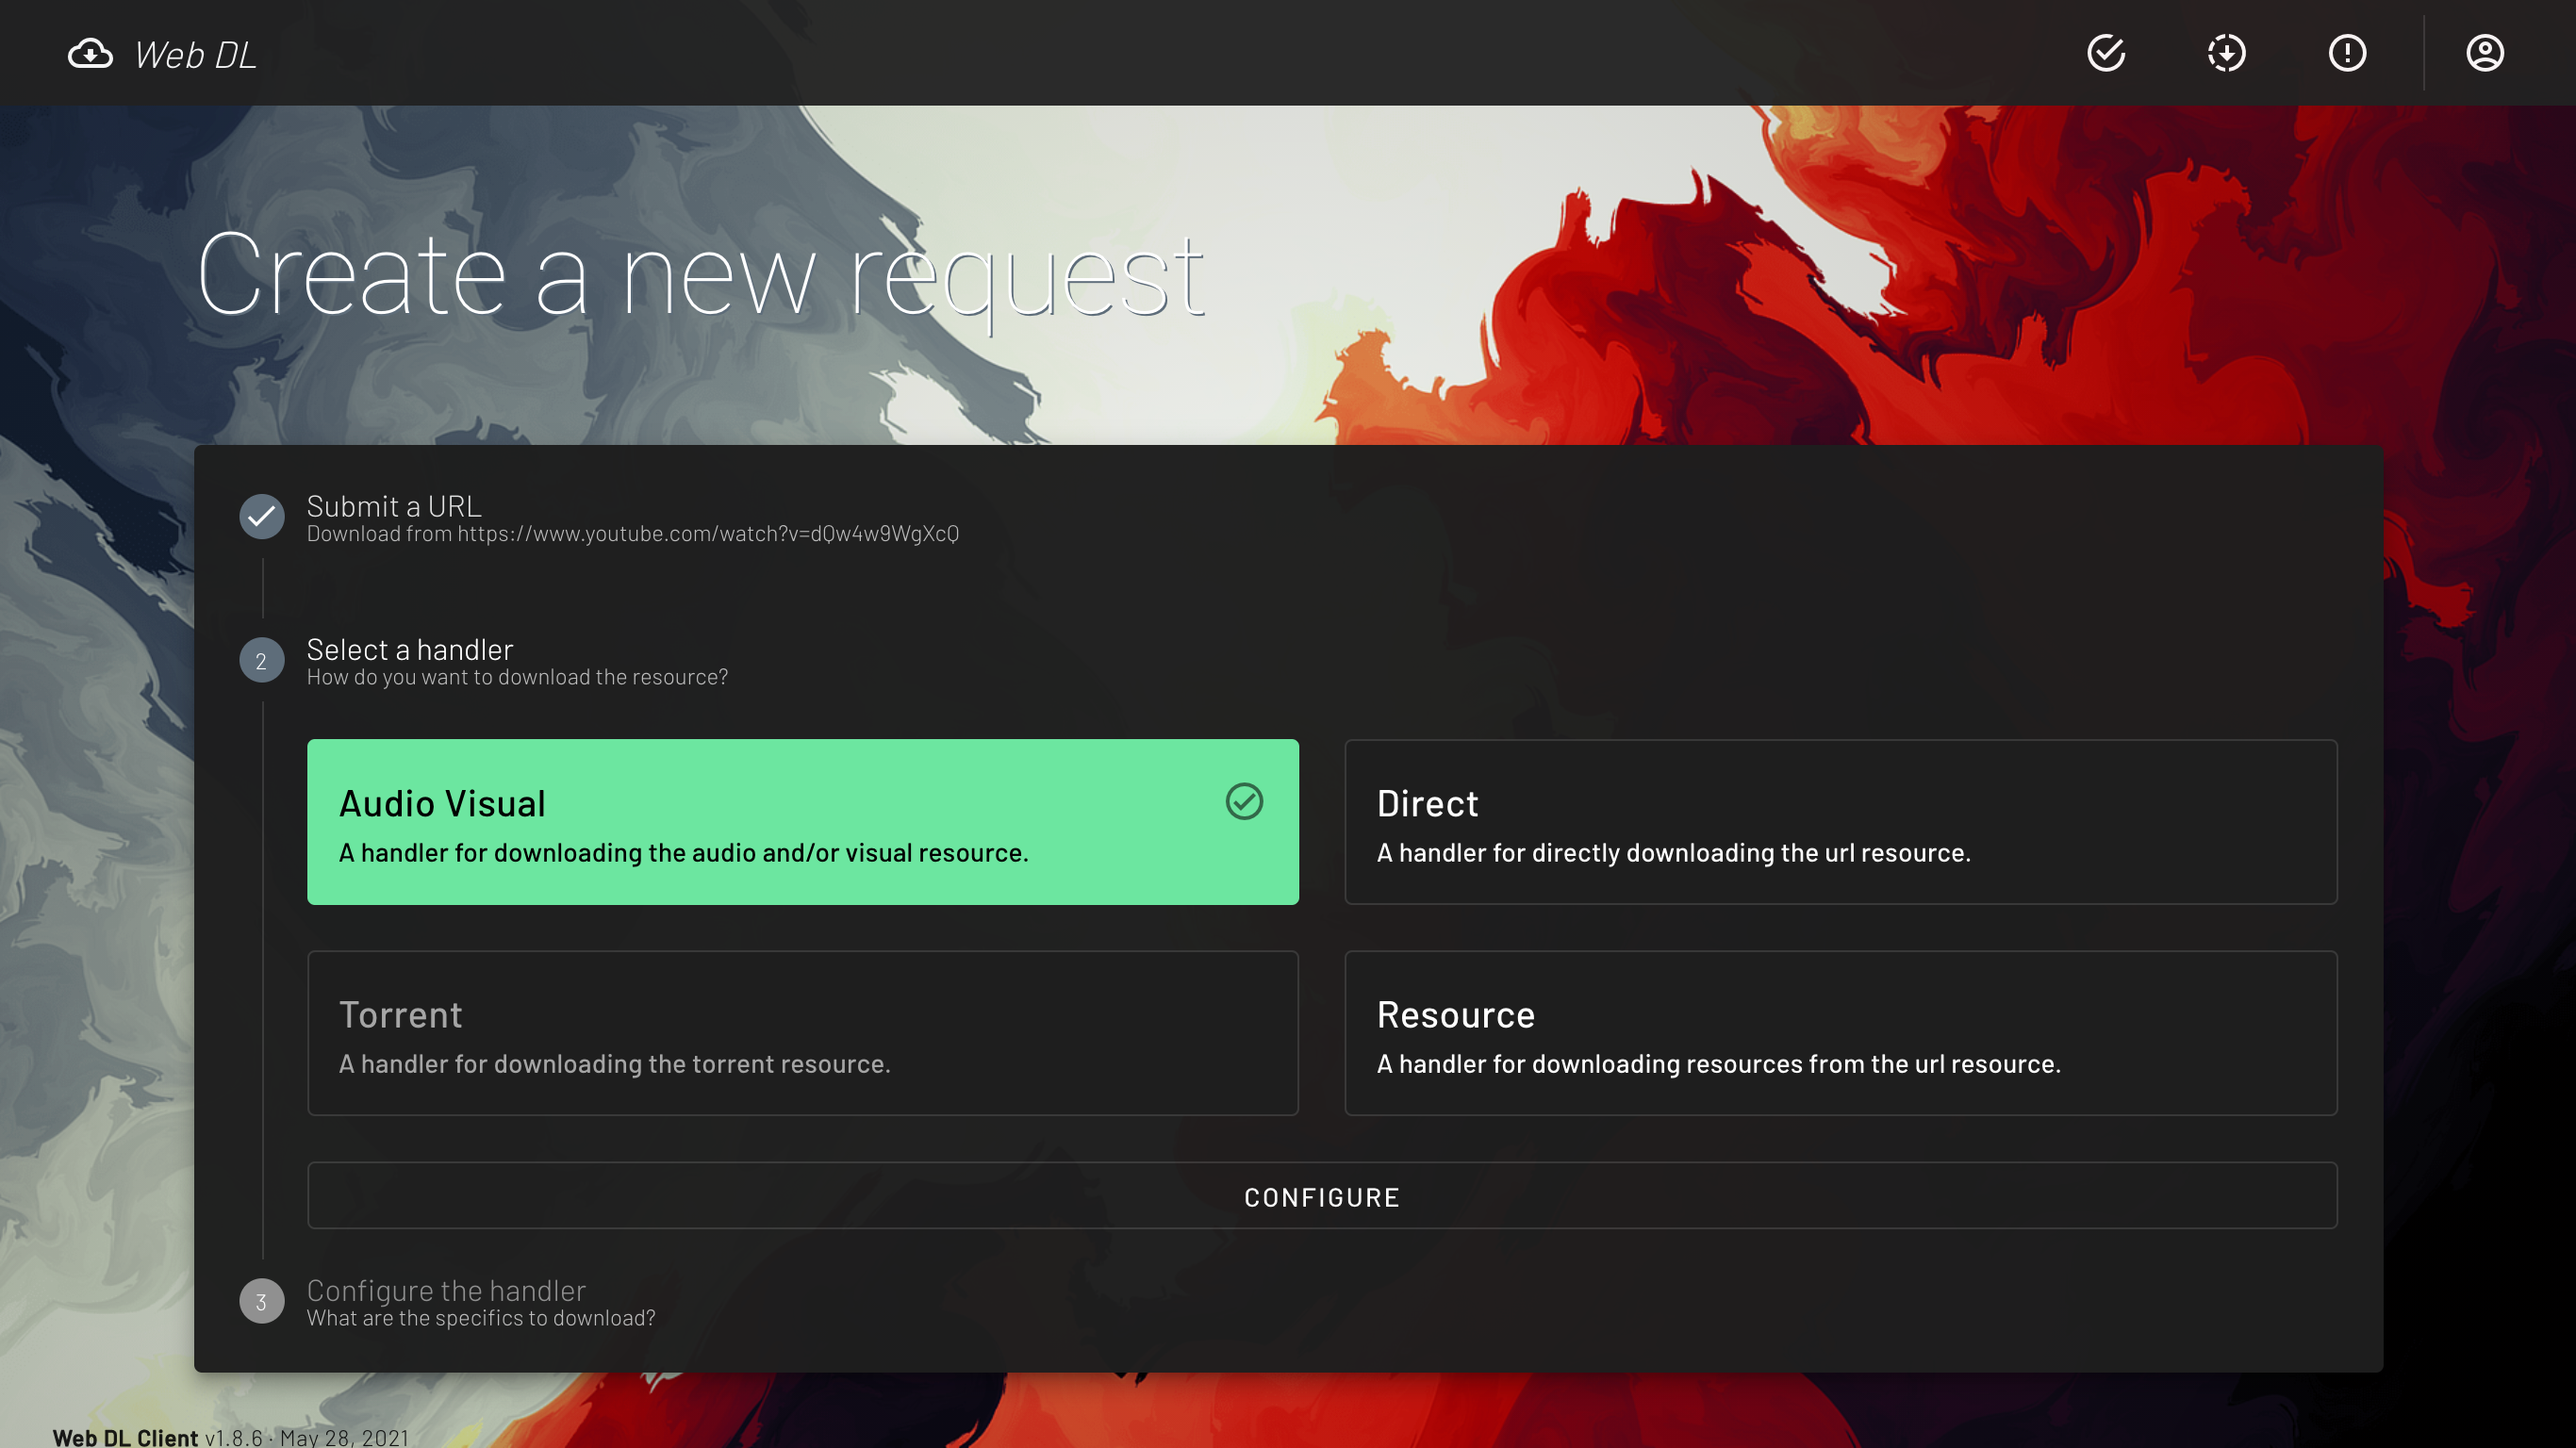 Web DL
Create a new request
Submit a URL
Download from https://www.youtube.com/watch?v=dQw4w9WgXcQ
2
Select a handler
How do you want to download the resource?
Audio Visual
A handler for downloading the audio and/or visual resource.
Direct
A handler for directly downloading the url resource.
Torrent
A handler for downloading the torrent resource.
Resource
A handler for downloading resources from the url resource.
CONFIGURE
3
Configure the handler
What are the specifics to download?
Web DL Client v1.8.6 · May 28, 2021